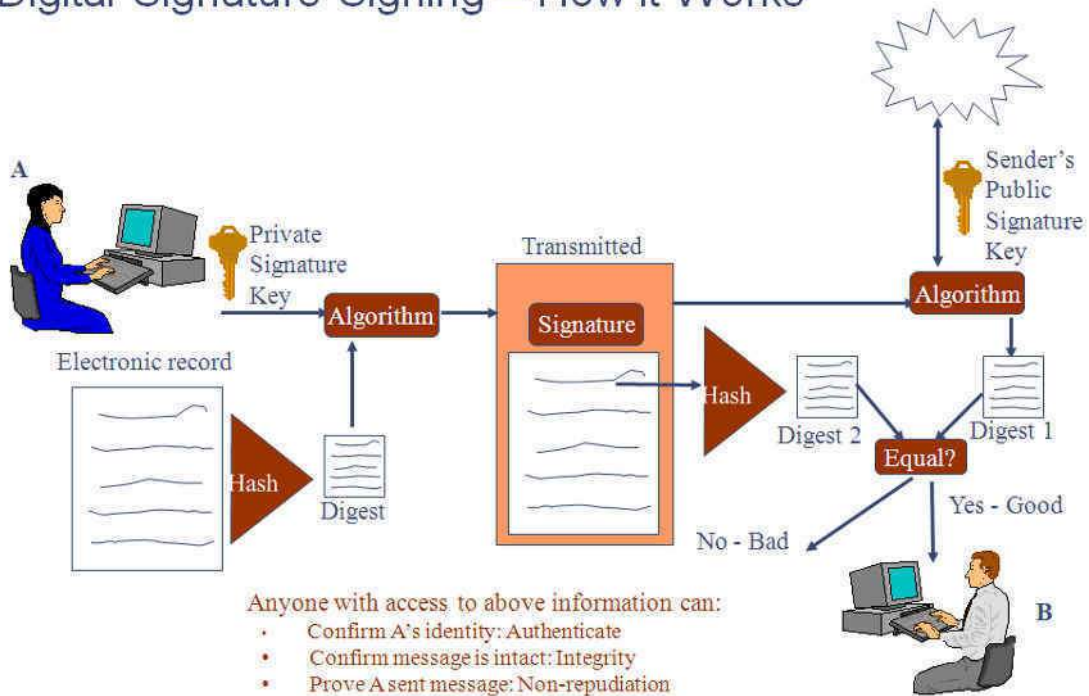 Digital Signature Signing – How it Works
A
Private
Signature
Key
Algorithm
Electronic record
Hash
Digest
Transmitted
Signature
Hash
Digest 2
Sender's
Public
Signature
Key
Algorithm
Digest 1
Equal?
No - Bad
Yes - Good
B
Anyone with access to above information can:
• Confirm A's identity: Authenticate
• Confirm message is intact: Integrity
• Prove A sent message: Non-repudiation